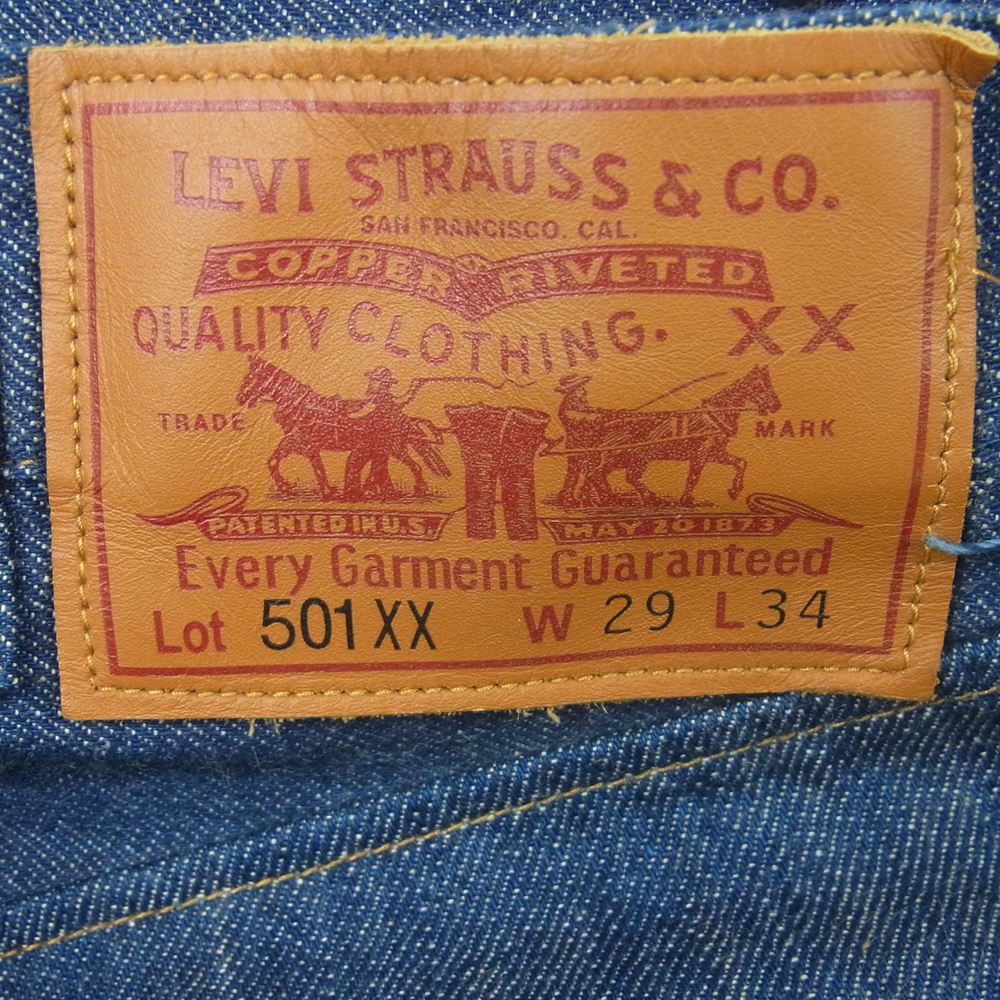 LEVI STRAUSS & CO.
SAN FRANCISCO. CAL.
COPPER RIVETED
QUALITY CLOTHING. XX
TRADE MARK
PATENTED IN U.S. MAY 20 1873
Every Garment Guaranteed
Lot 501XX W 29 L34